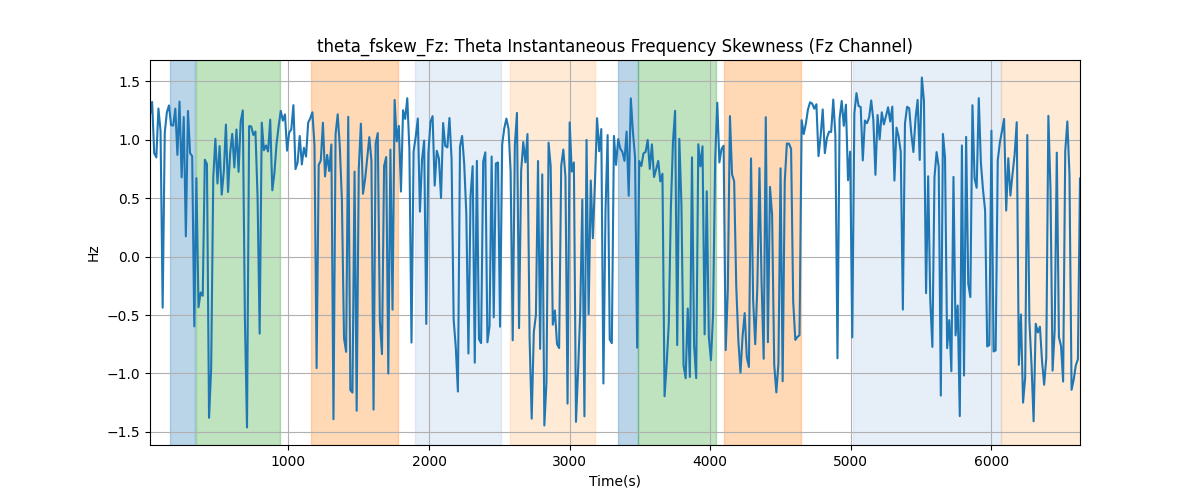 theta_fskew_Fz: Theta Instantaneous Frequency Skewness (Fz Channel)
1.5
1.0
0.5
0.0
−0.5
−1.0
−1.5
Hz
1000 2000 3000 4000 5000 6000
Time(s)